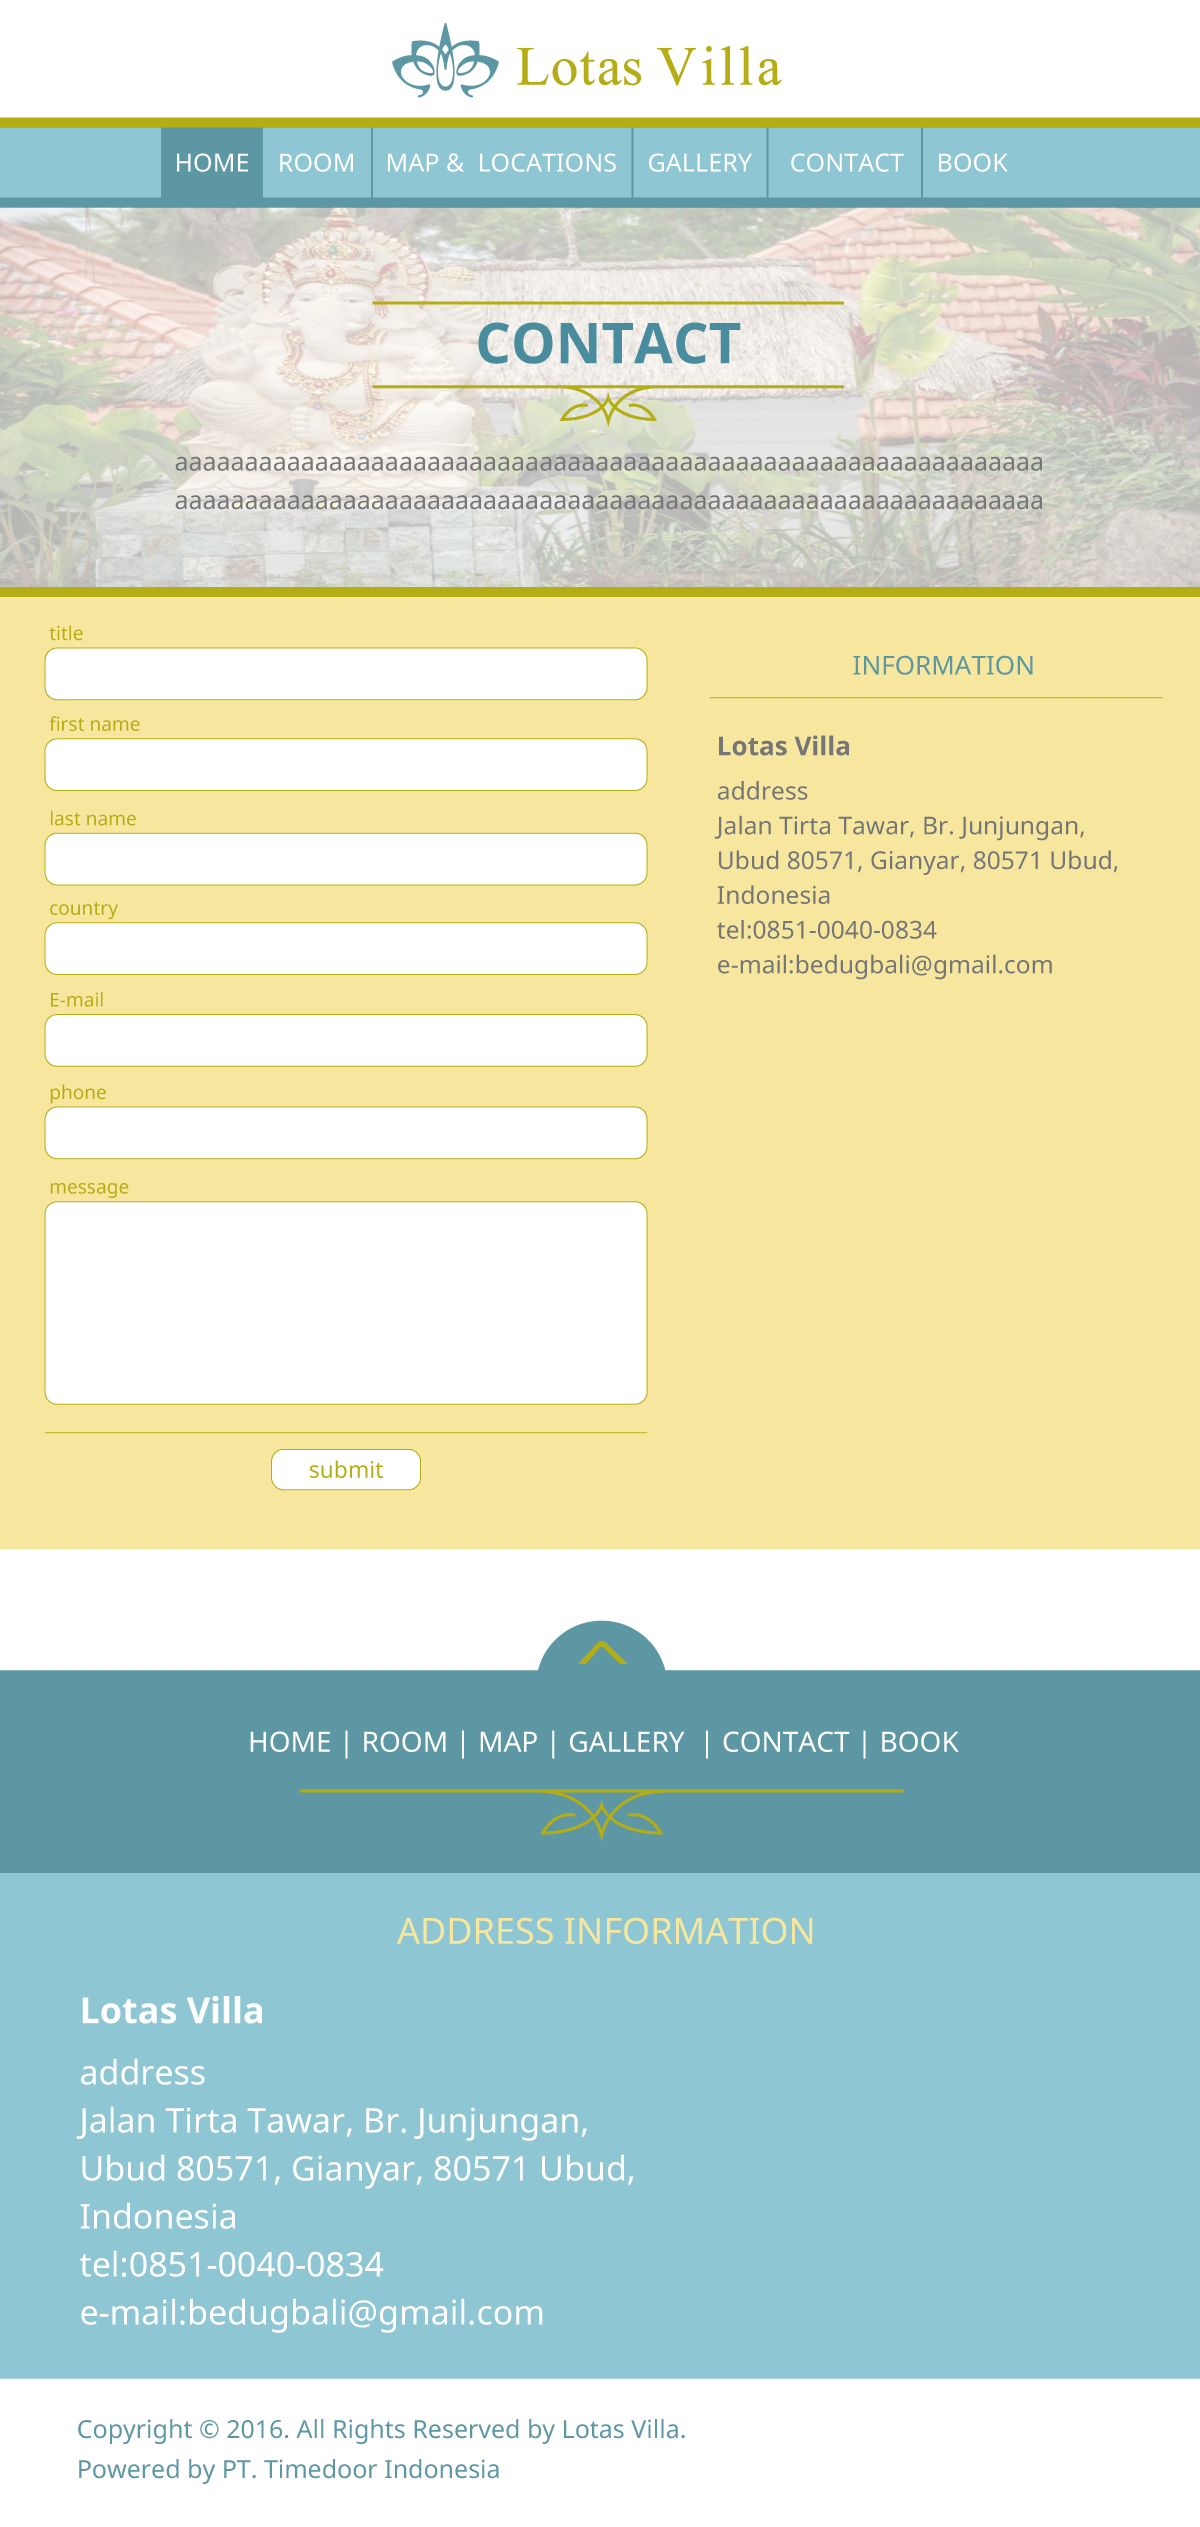 Lotas Villa
HOME ROOM MAP & LOCATIONS GALLERY CONTACT BOOK
CONTACT
aaaaaaaaaaaaaaaaaaaaaaaaaaaaaaaaaaaaaaaaaaaaaaaaaaaaaaaaaaaaaa
aaaaaaaaaaaaaaaaaaaaaaaaaaaaaaaaaaaaaaaaaaaaaaaaaaaaaaaaaaaaaa
title
first name
last name
country
E-mail
phone
message
submit
INFORMATION
Lotas Villa
address
Jalan Tirta Tawar, Br. Junjungan,
Ubud 80571, Gianyar, 80571 Ubud,
Indonesia
tel:0851-0040-0834
e-mail:bedugbali@gmail.com
HOME | ROOM | MAP | GALLERY | CONTACT | BOOK
ADDRESS INFORMATION
Lotas Villa
address
Jalan Tirta Tawar, Br. Junjungan,
Ubud 80571, Gianyar, 80571 Ubud,
Indonesia
tel:0851-0040-0834
e-mail:bedugbali@gmail.com
Copyright © 2016. All Rights Reserved by Lotas Villa.
Powered by PT. Timedoor Indonesia